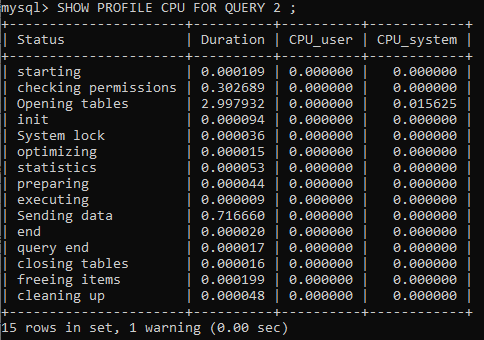 mysql> SHOW PROFILE CPU FOR QUERY 2 ;
+----------------------+----------+----------+------------+
| Status               | Duration | CPU_user | CPU_system |
+----------------------+----------+----------+------------+
| starting             | 0.000109 | 0.000000 |   0.000000 |
| checking permissions | 0.302689 | 0.000000 |   0.000000 |
| Opening tables       | 2.997932 | 0.000000 |   0.015625 |
| init                 | 0.000094 | 0.000000 |   0.000000 |
| System lock          | 0.000036 | 0.000000 |   0.000000 |
| optimizing           | 0.000015 | 0.000000 |   0.000000 |
| statistics           | 0.000053 | 0.000000 |   0.000000 |
| preparing            | 0.000044 | 0.000000 |   0.000000 |
| executing            | 0.000009 | 0.000000 |   0.000000 |
| Sending data         | 0.716660 | 0.000000 |   0.000000 |
| end                  | 0.000020 | 0.000000 |   0.000000 |
| query end            | 0.000017 | 0.000000 |   0.000000 |
| closing tables       | 0.000016 | 0.000000 |   0.000000 |
| freeing items        | 0.000199 | 0.000000 |   0.000000 |
| cleaning up          | 0.000048 | 0.000000 |   0.000000 |
+----------------------+----------+----------+------------+
15 rows in set, 1 warning (0.00 sec)